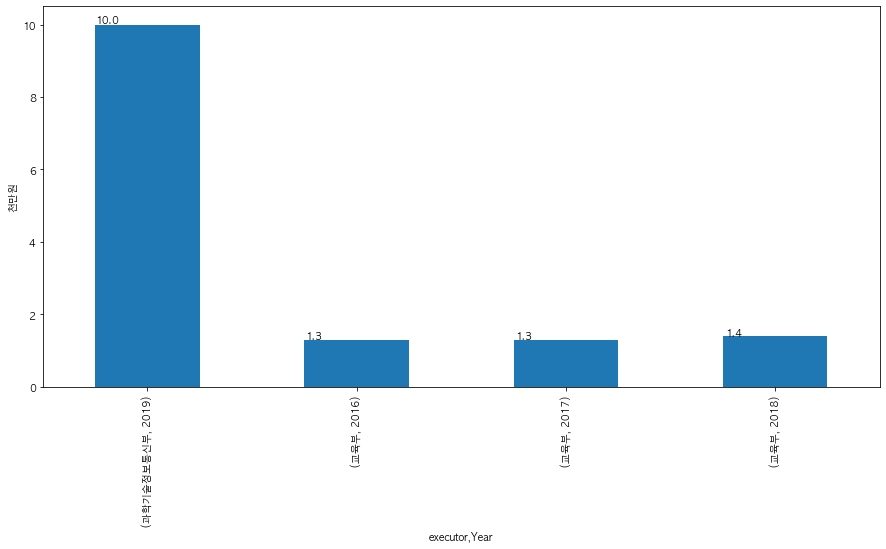 10.0
1.3
1.3
1.4
10
8
6
4
2
0
천만원
(과학기술정보통신부, 2019)
(교육부, 2016)
(교육부, 2017)
(교육부, 2018)
executor,Year